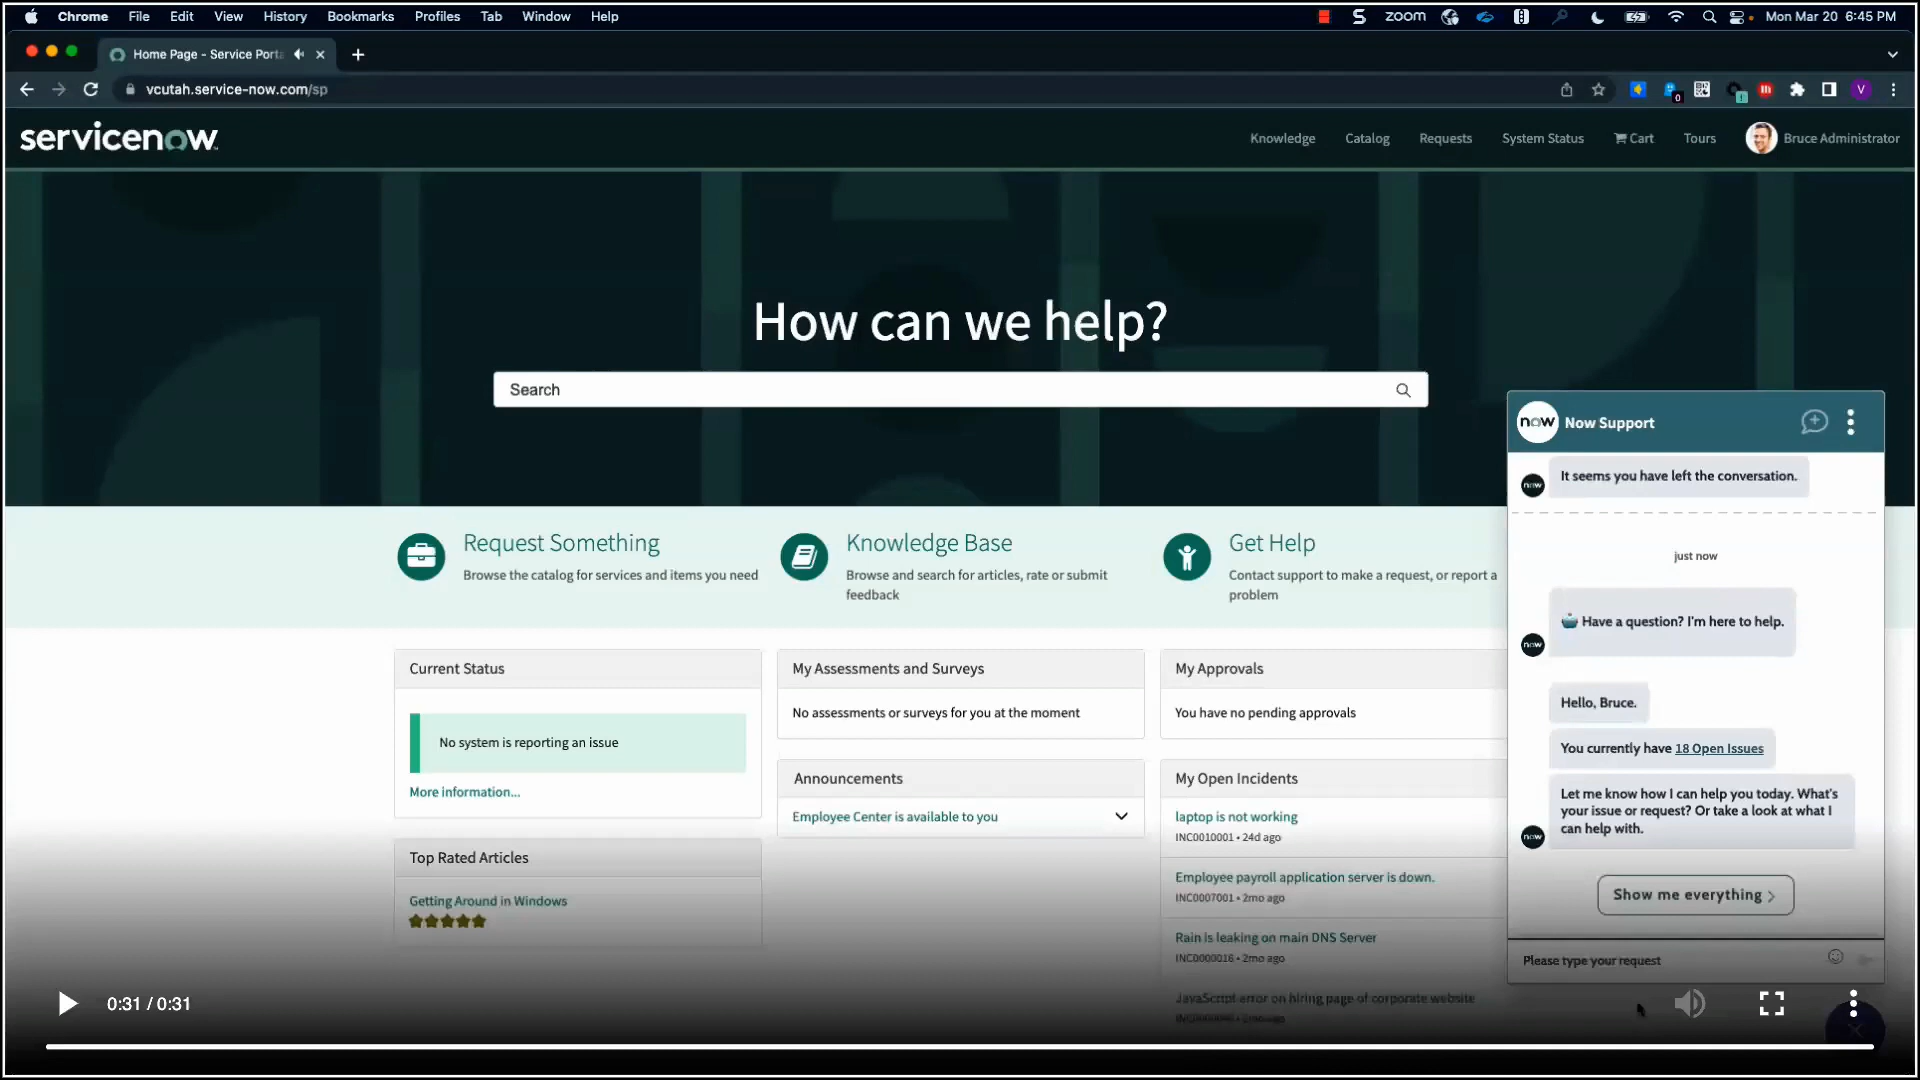 Chrome File Edit View History Bookmarks Profiles Tab Window Help
zoom
Mon Mar 20 6:45 PM
Home Page - Service Porta
vcutah.service-now.com/sp
0
V
servicenow
Knowledge Catalog Requests System Status Cart Tours Bruce Administrator
How can we help?
Search
Request Something
Browse the catalog for services and items you need
Knowledge Base
Browse and search for articles, rate or submit
feedback
Get Help
Contact support to make a request, or report a
problem
Current Status
No system is reporting an issue
More information...
Top Rated Articles
Getting Around in Windows
My Assessments and Surveys
No assessments or surveys for you at the moment
Announcements
Employee Center is available to you
My Approvals
You have no pending approvals
My Open Incidents
laptop is not working
INC0010001 • 24d ago
Employee payroll application server is down.
INC0007001 • 2mo ago
Rain is leaking on main DNS Server
INC0000016 • 2mo ago
JavaScript error on hiring page of corporate website
now Now Support
now
It seems you have left the conversation.
just now
Have a question? I'm here to help.
now
Hello, Bruce.
You currently have 18 Open Issues
Let me know how I can help you today. What's
your issue or request? Or take a look at what I
can help with.
now
Show me everything >
Please type your request
0:31 / 0:31